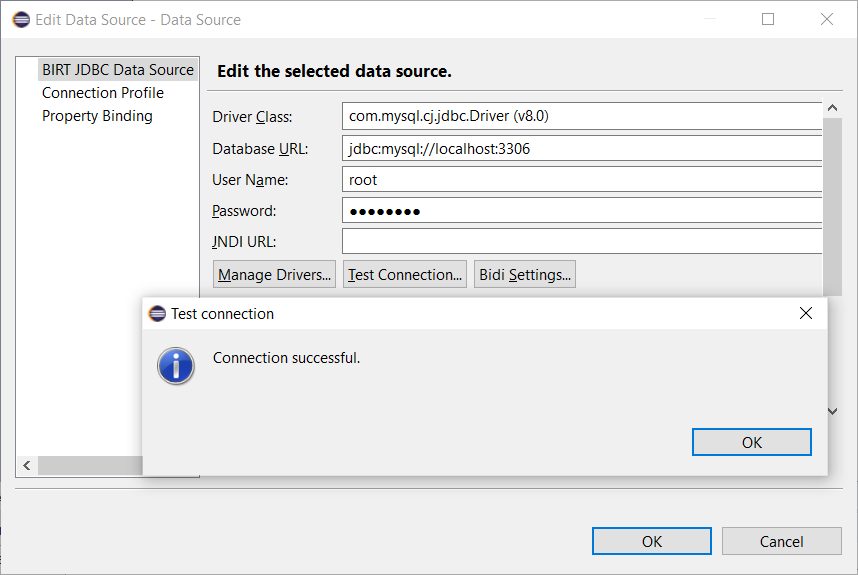 Edit Data Source - Data Source
BIRT JDBC Data Source
Connection Profile
Property Binding
Edit the selected data source.
Driver Class: com.mysql.cj.jdbc.Driver (v8.0)
Database URL: jdbc:mysql://localhost:3306
User Name: root
Password: ●●●●●●●●
JNDI URL:
Manage Drivers... Test Connection... Bidi Settings...
Test connection
Connection successful.
OK
OK Cancel